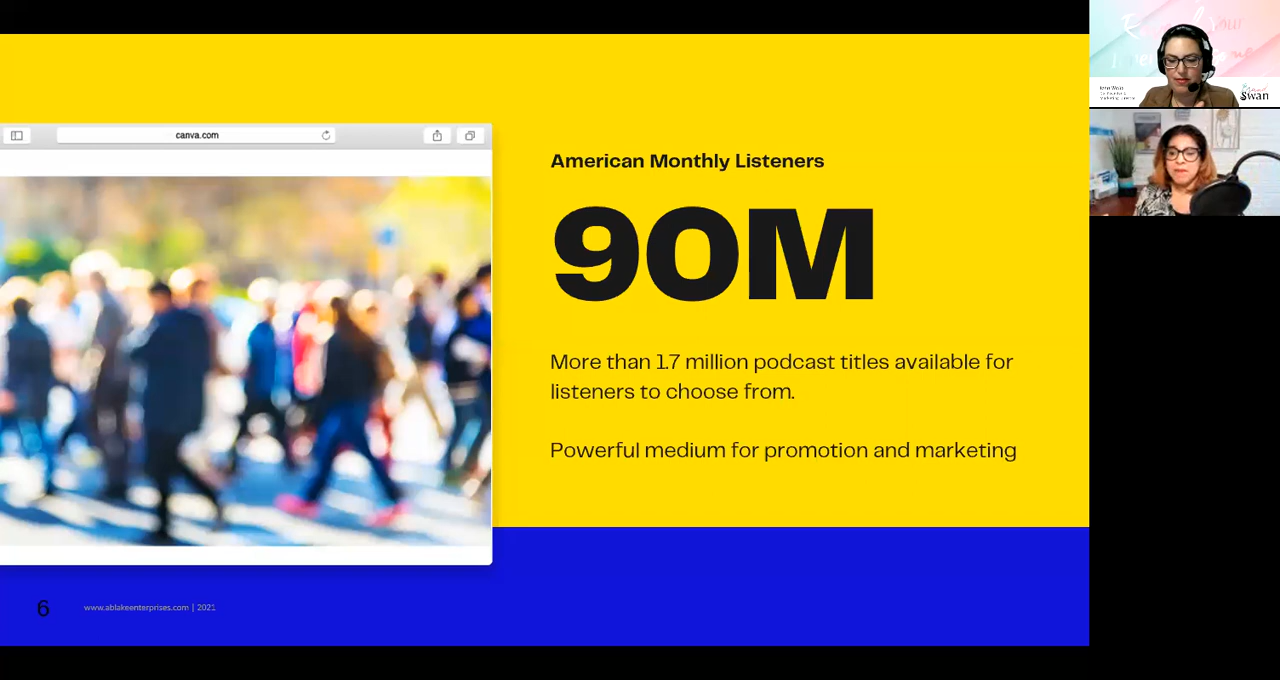 canva.com
American Monthly Listeners
90M
More than 1.7 million podcast titles available for
listeners to choose from.
Powerful medium for promotion and marketing
6
www.ablakeenterprises.com | 2021
Swan